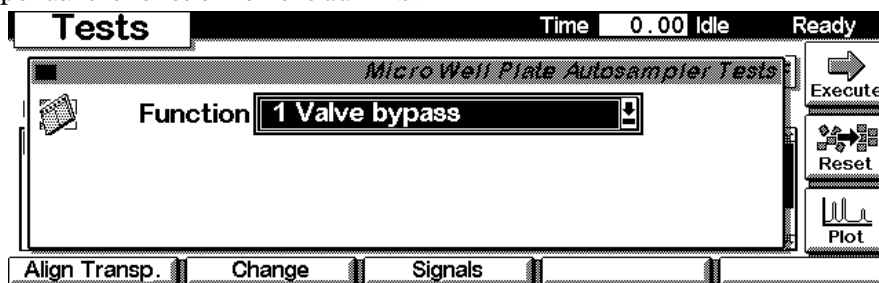 Tests Time 0.00 Idle Ready
Micro Well Plate Autosampler Tests
Execute
Function 1 Valve bypass
Reset
Plot
Align Transp. Change Signals